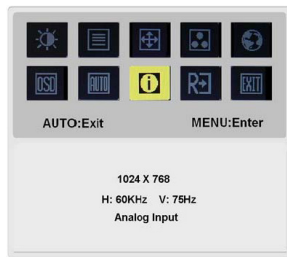 OSD AUTO i R EXIT
AUTO:Exit MENU:Enter
1024 X 768
H: 60KHz V: 75Hz
Analog Input